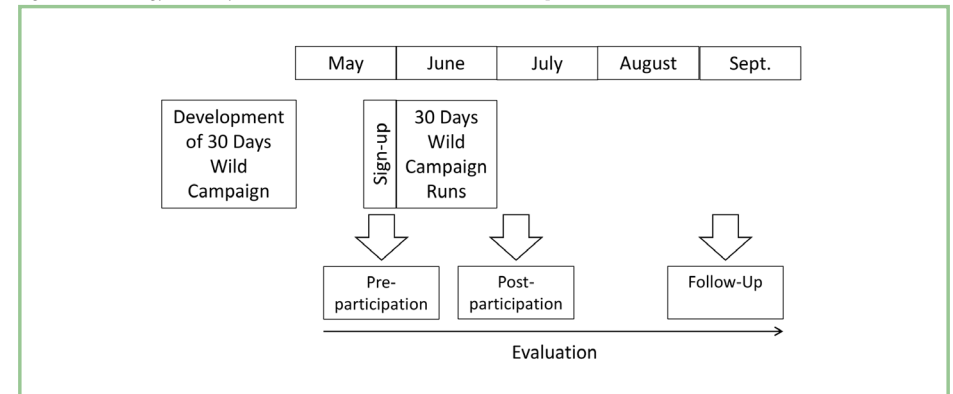 May
June
July
August
Sept.
Development
of 30 Days
Wild
Campaign
Sign-up
30 Days
Wild
Campaign
Runs
Pre-
participation
Post-
participation
Follow-Up
Evaluation